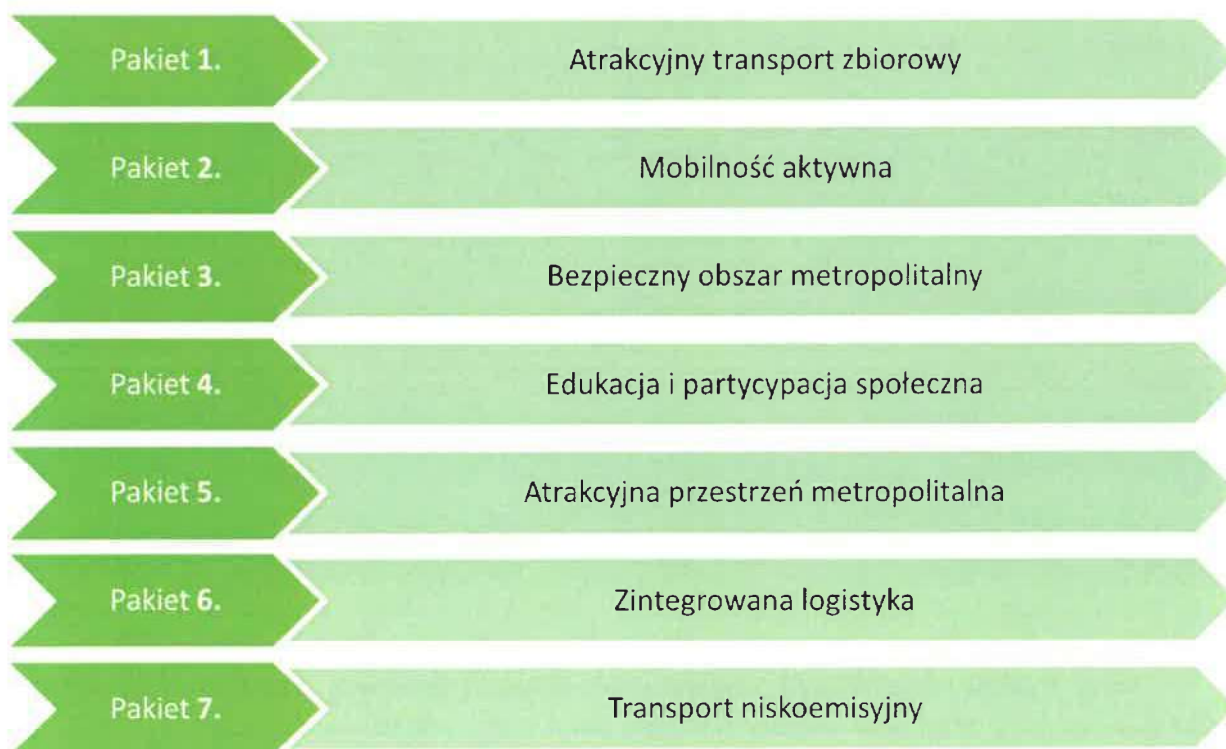 Pakiet 1. Atrakcyjny transport zbiorowy
Pakiet 2. Mobilność aktywna
Pakiet 3. Bezpieczny obszar metropolitalny
Pakiet 4. Edukacja i partycypacja społeczna
Pakiet 5. Atrakcyjna przestrzeń metropolitalna
Pakiet 6. Zintegrowana logistyka
Pakiet 7. Transport niskoemisyjny